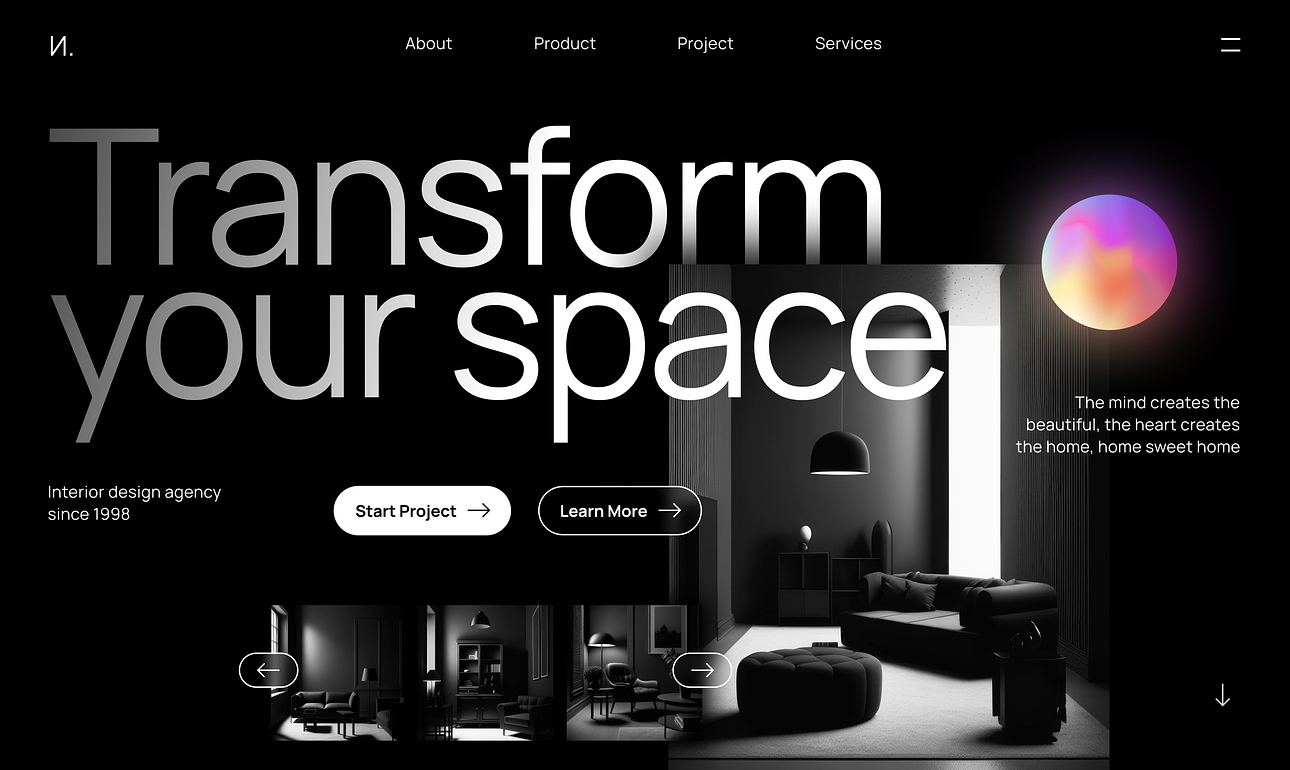 И.
About
Product
Project
Services
Transform
your space
The mind creates the
beautiful, the heart creates
the home, home sweet home
Interior design agency
since 1998
Start Project
Learn More